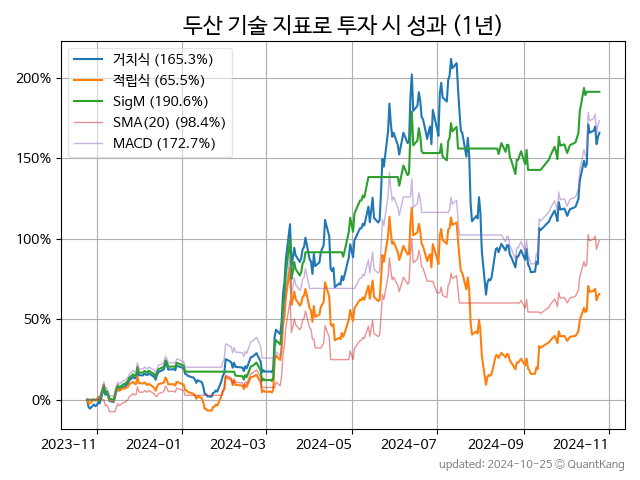 두산 기술 지표로 투자 시 성과 (1년)
거치식 (165.3%)
적립식 (65.5%)
SigM (190.6%)
SMA(20) (98.4%)
MACD (172.7%)
200%
150%
100%
50%
0%
2023-11 2024-01 2024-03 2024-05 2024-07 2024-09 2024-11
updated: 2024-10-25 © QuantKang